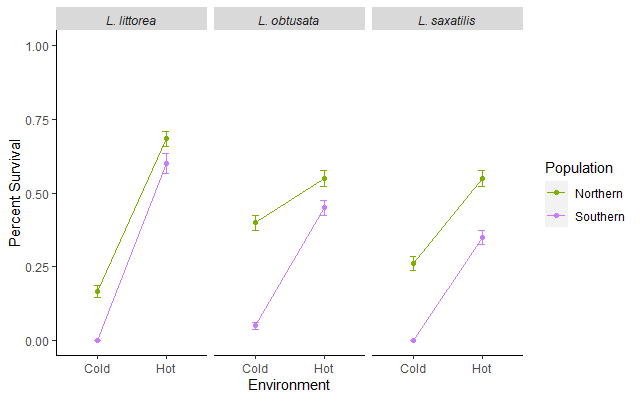 L. littorea L. obtusata L. saxatilis
1.00
0.75
0.50
0.25
0.00
Percent Survival
Cold Hot Cold Hot Cold Hot
Environment
Population
Northern
Southern